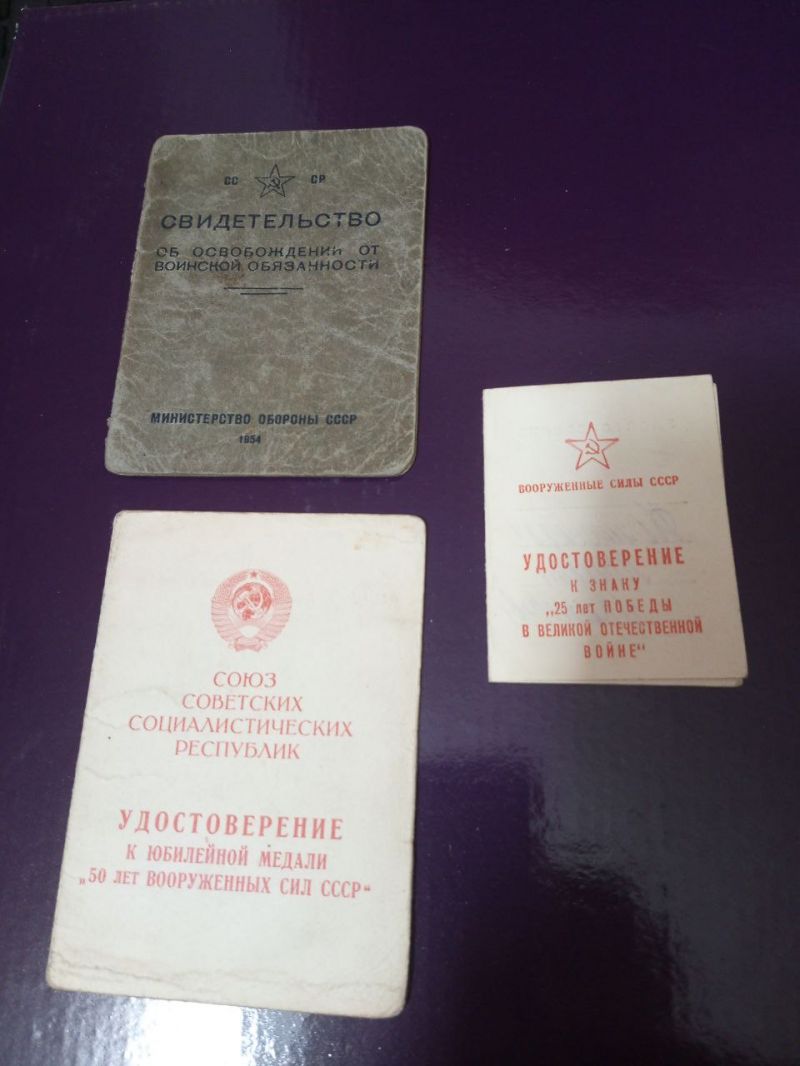 СС СР
СВИДЕТЕЛЬСТВО
ОБ ОСВОБОЖДЕНИИ ОТ
ВОИНСКОЙ ОБЯЗАННОСТИ
МИНИСТЕРСТВО ОБОРОНЫ СССР
1954
ВООРУЖЕННЫЕ СИЛЫ СССР
УДОСТОВЕРЕНИЕ
К ЗНАКУ
„25 лет ПОБЕДЫ
В ВЕЛИКОЙ ОТЕЧЕСТВЕННОЙ
ВОЙНЕ“
СОЮЗ
СОВЕТСКИХ
СОЦИАЛИСТИЧЕСКИХ
РЕСПУБЛИК
УДОСТОВЕРЕНИЕ
К ЮБИЛЕЙНОЙ МЕДАЛИ
„50 ЛЕТ ВООРУЖЕННЫХ СИЛ СССР“